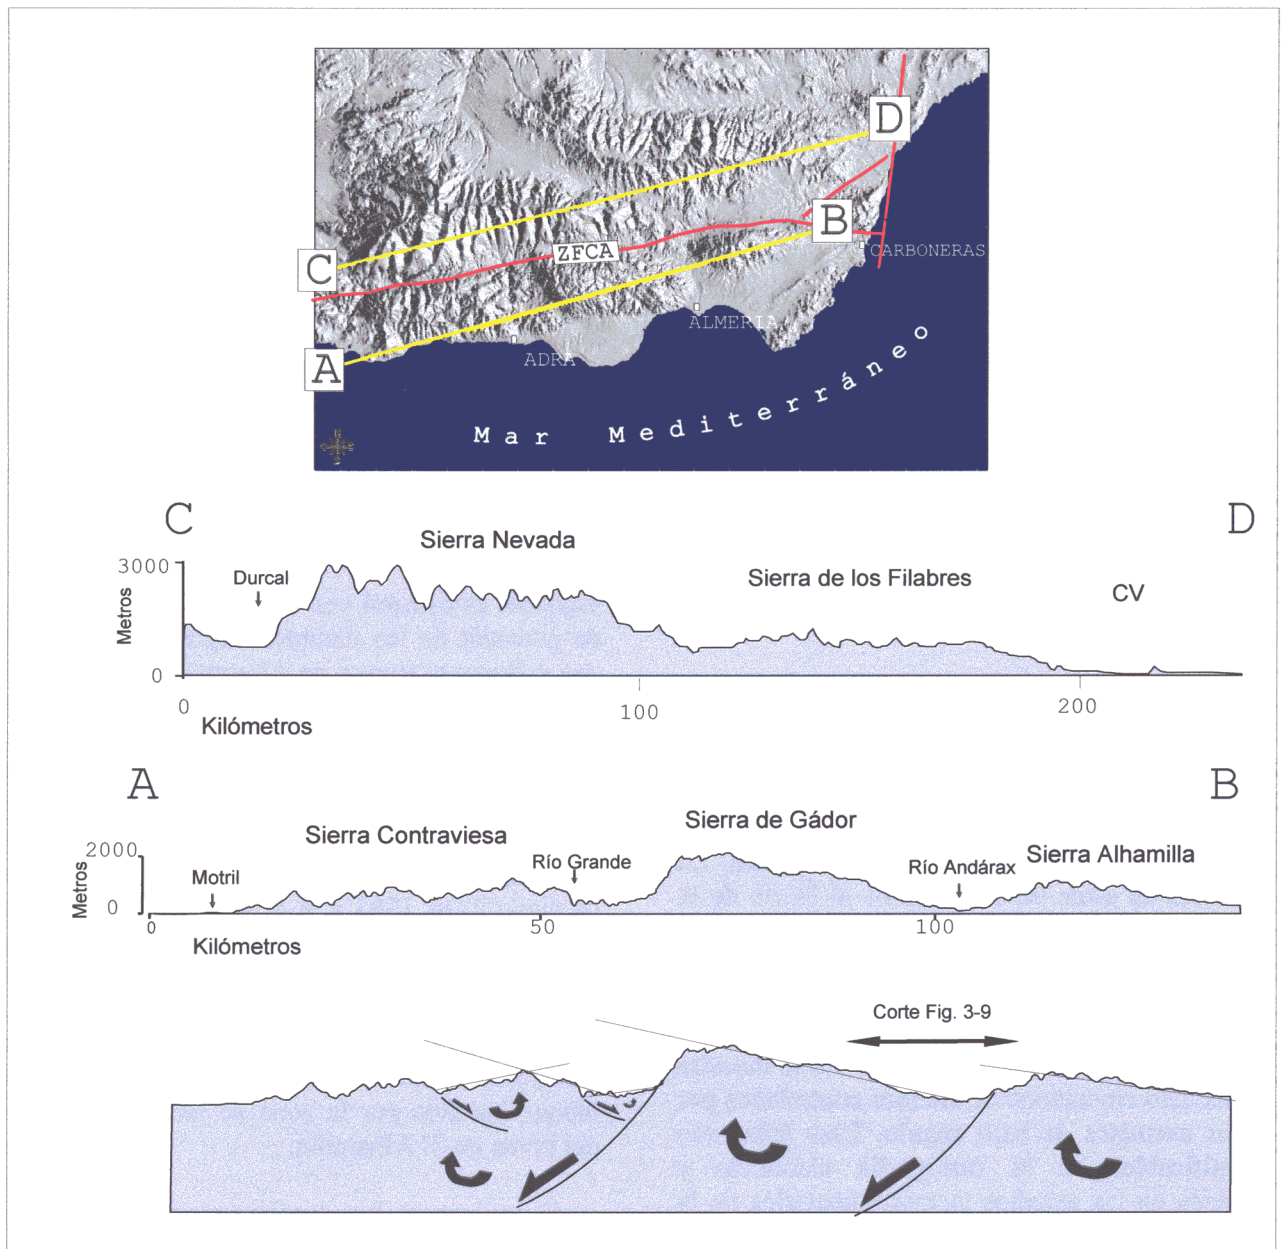 D
B
C
ZFCA
CARBONERAS
ALMERIA
ADRA
A
Mar Mediterráneo
C
D
Sierra Nevada
3000
Durcal
Sierra de los Filabres
CV
Metros
0
0
100
200
Kilómetros
A
B
Sierra Contraviesa
Sierra de Gádor
2000
Río Grande
Río Andárax
Sierra Alhamilla
Motril
Metros
0
0
50
100
Kilómetros
Corte Fig. 3-9